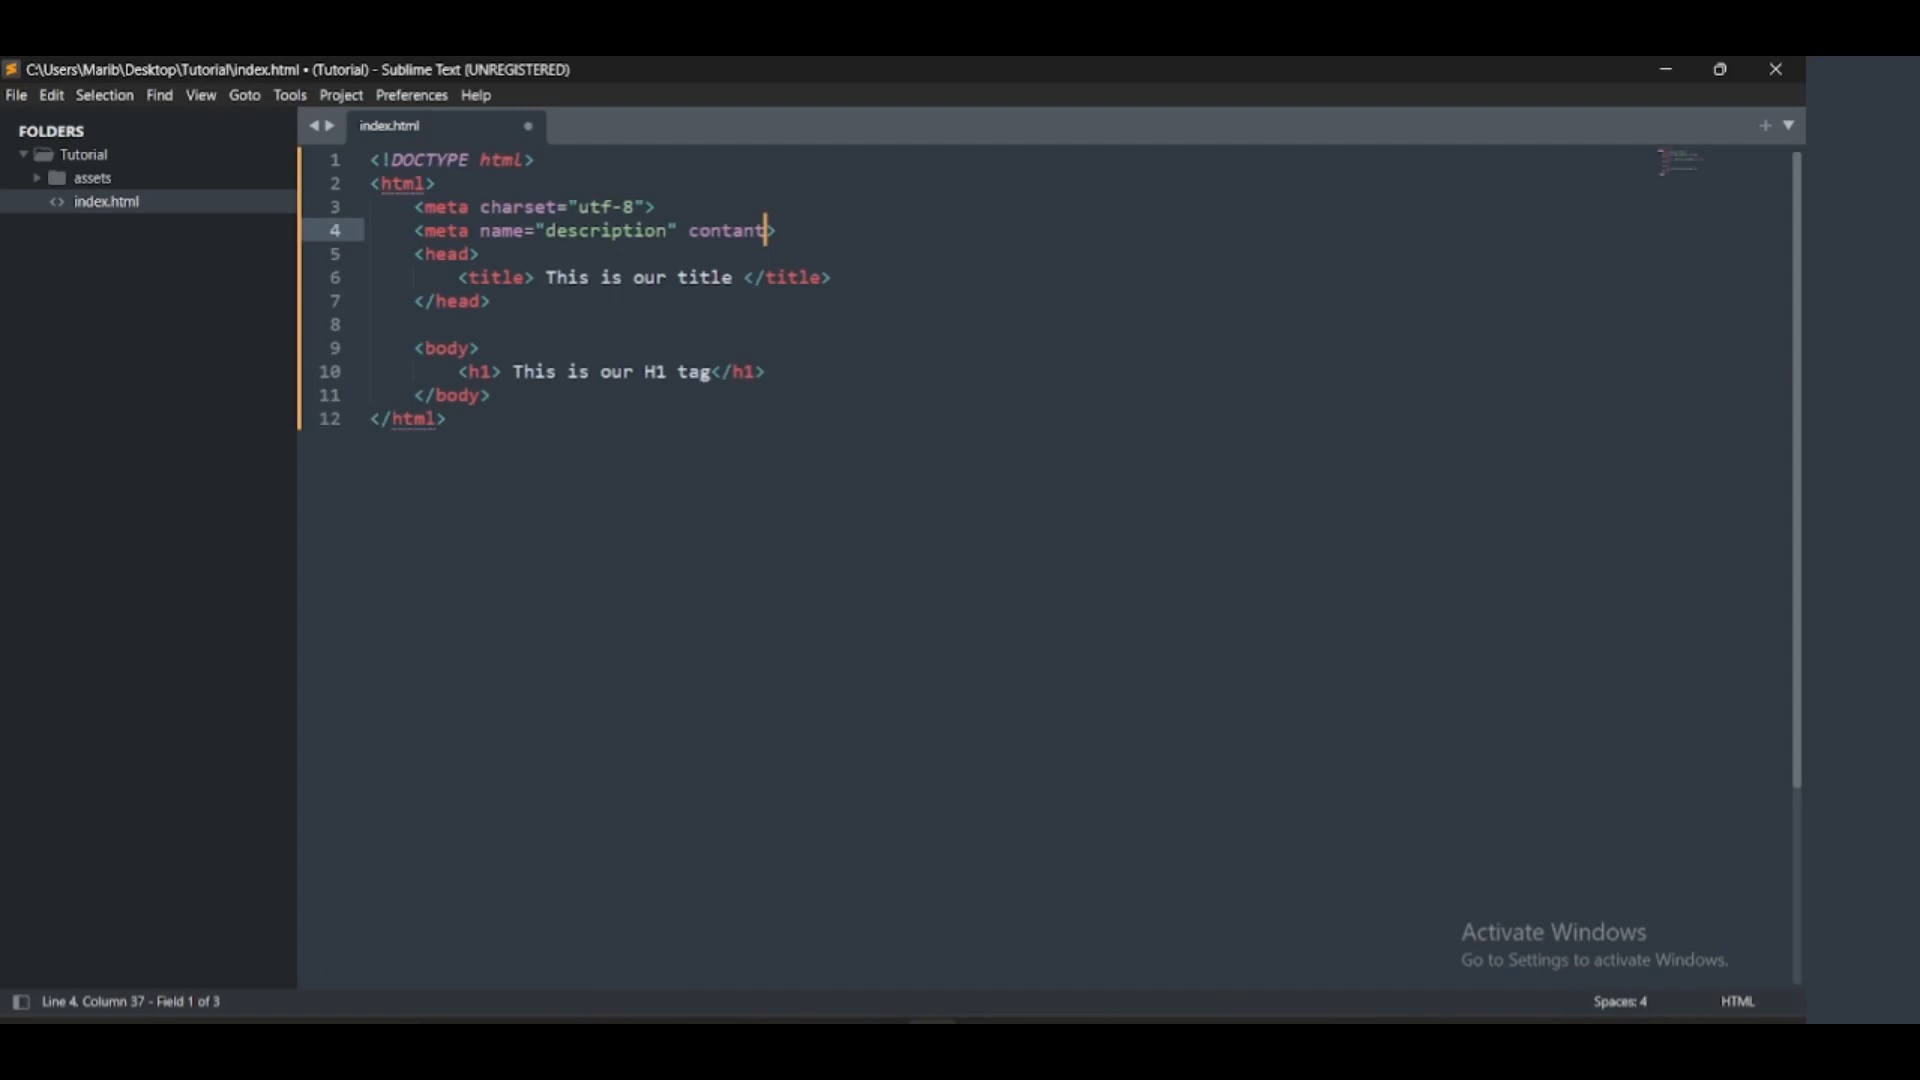 C:\Users\Marib\Desktop\Tutorial\index.html • (Tutorial) - Sublime Text (UNREGISTERED)
File Edit Selection Find View Goto Tools Project Preferences Help
FOLDERS
Tutorial
assets
index.html
index.html
1 <!DOCTYPE html>
2 <html>
3 <meta charset="utf-8">
4 <meta name="description" contant>
5 <head>
6 <title> This is our title </title>
7 </head>
8
9 <body>
10 <h1> This is our H1 tag</h1>
11 </body>
12 </html>
Activate Windows
Go to Settings to activate Windows.
Line 4, Column 37 - Field 1 of 3
Spaces: 4
HTML